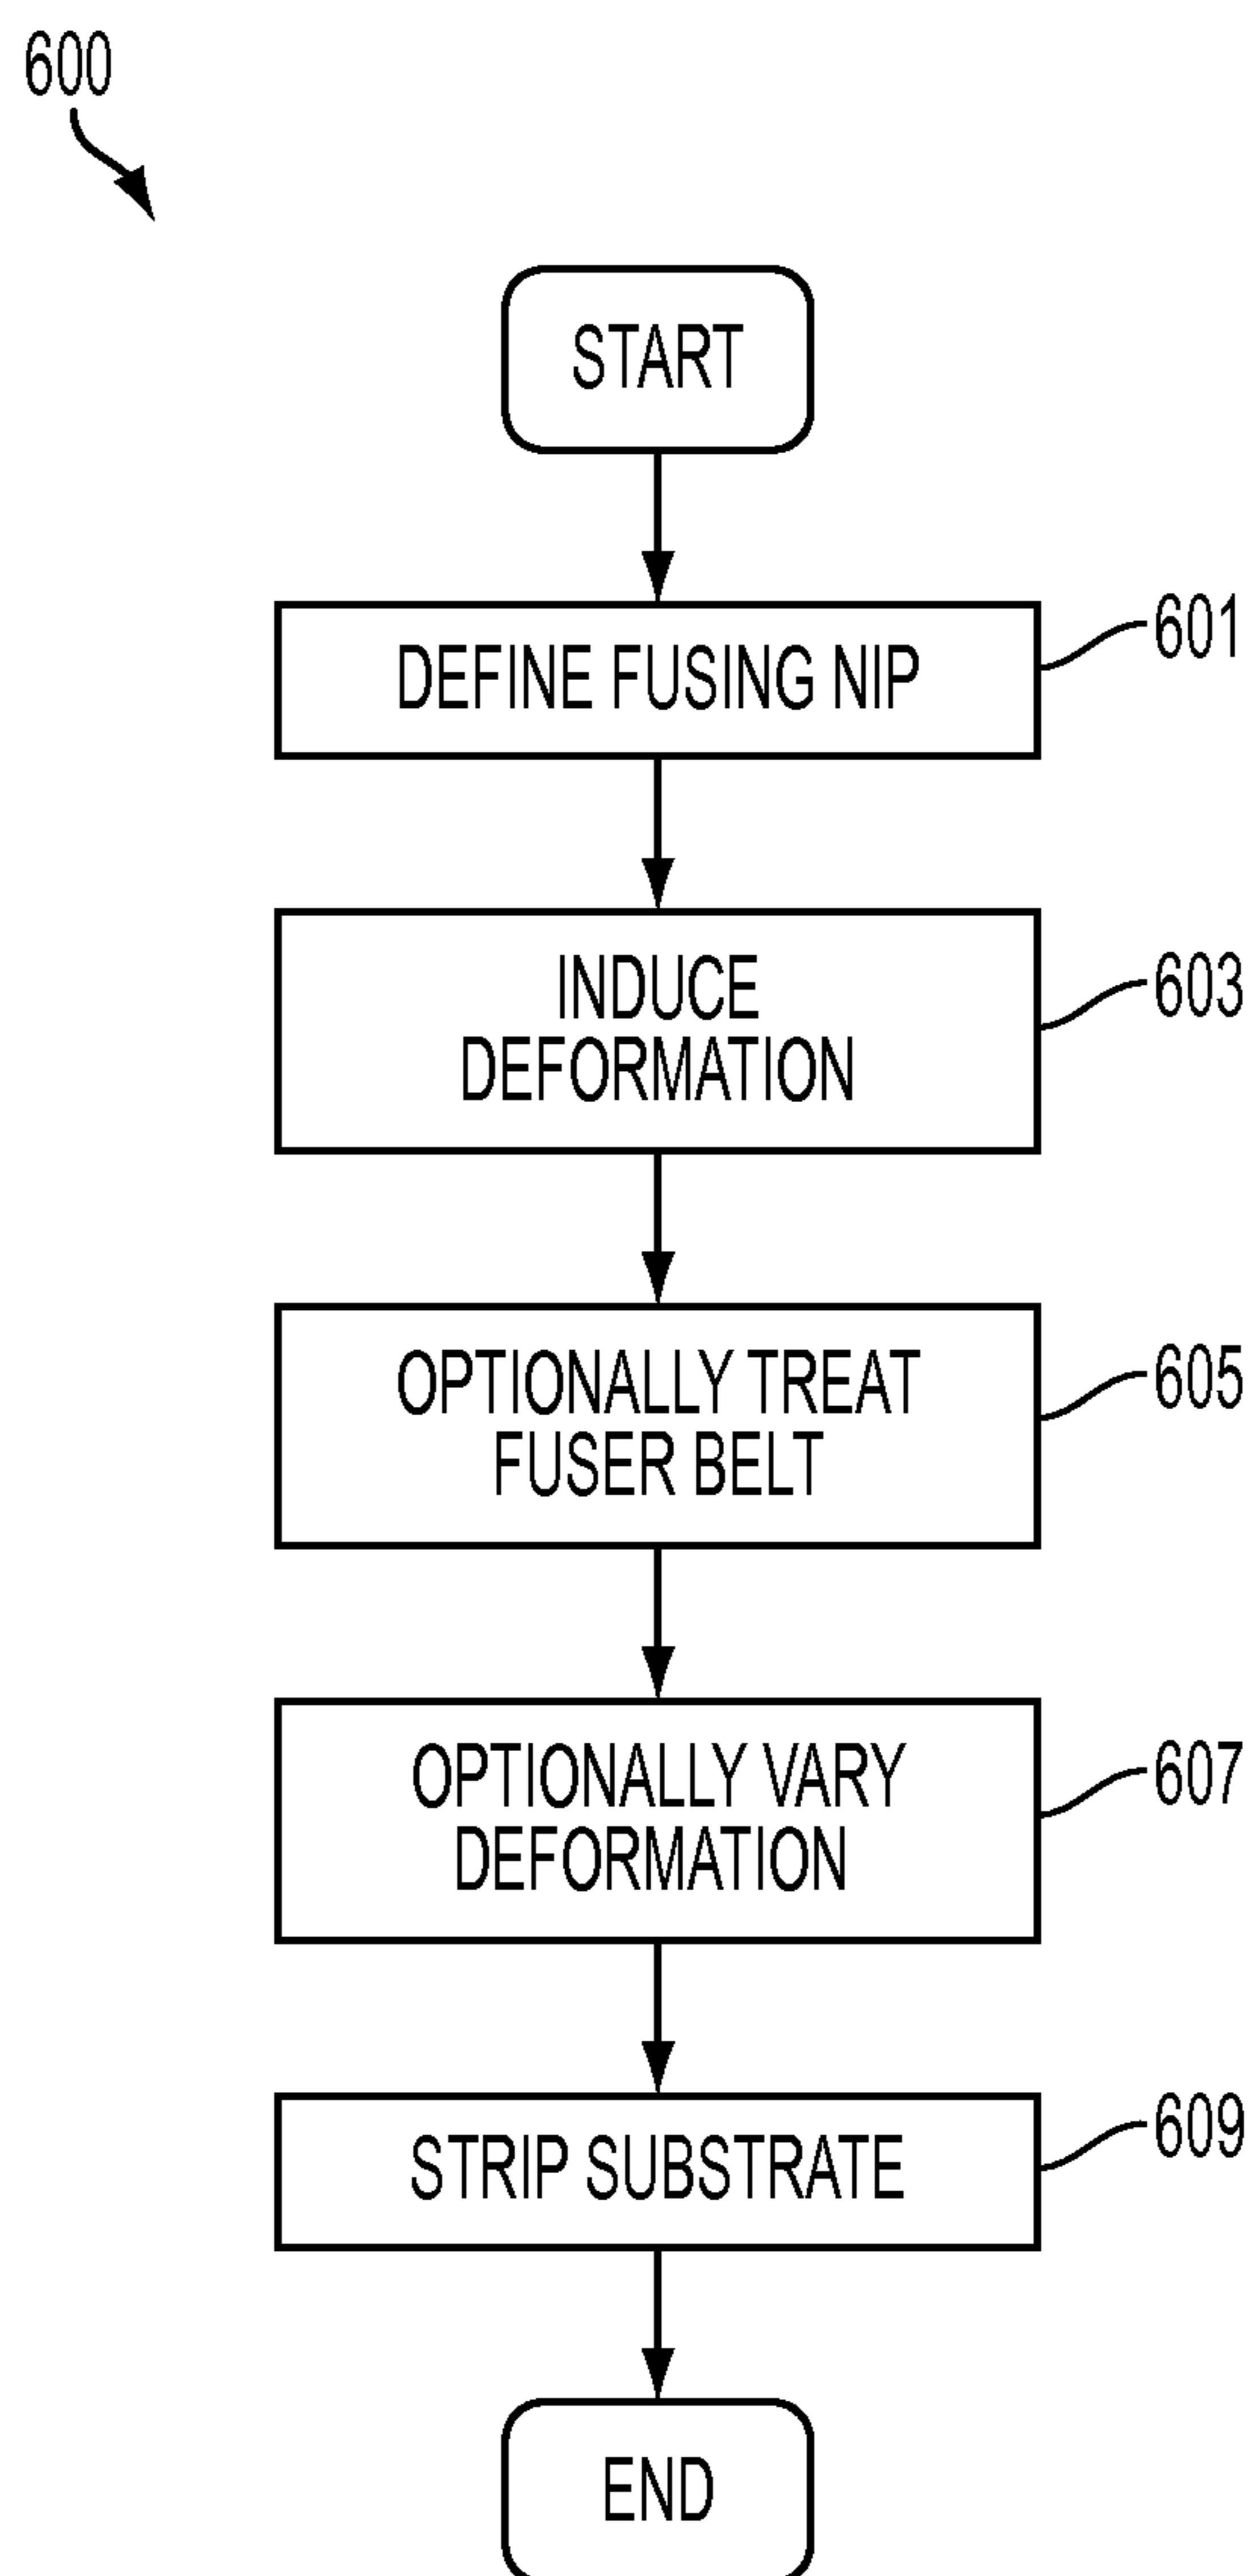 600
START
DEFINE FUSING NIP
601
INDUCE
DEFORMATION
603
OPTIONALLY TREAT
FUSER BELT
605
OPTIONALLY VARY
DEFORMATION
607
STRIP SUBSTRATE
609
END